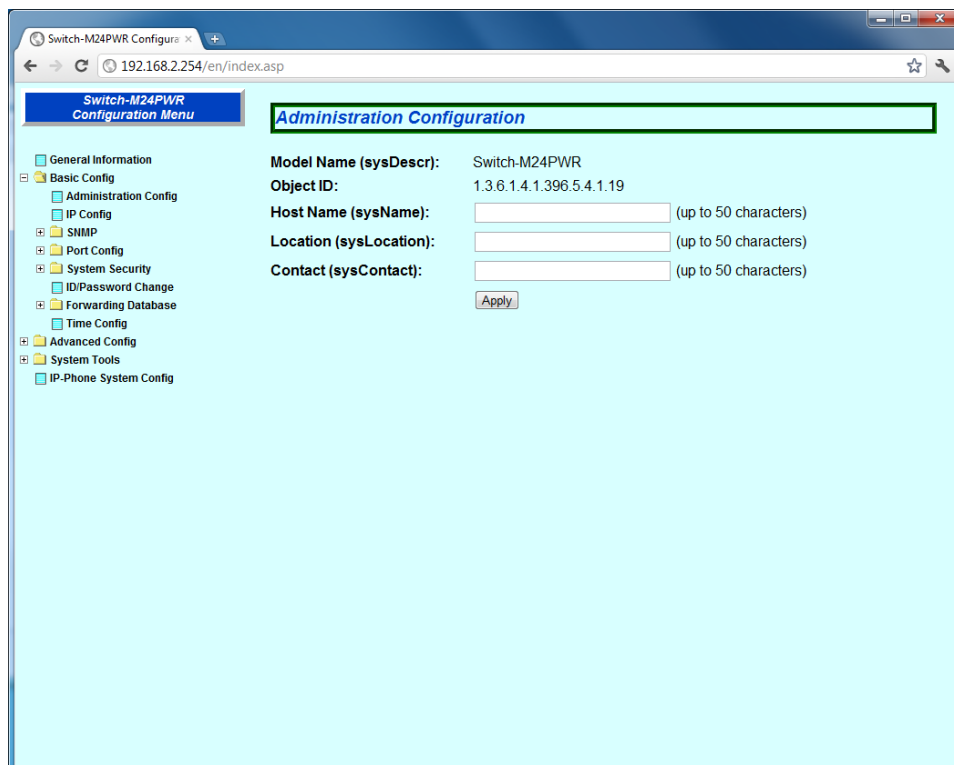 Switch-M24PWR Configura
192.168.2.254/en/index.asp
Switch-M24PWR
Configuration Menu
General Information
Basic Config
Administration Config
IP Config
SNMP
Port Config
System Security
ID/Password Change
Forwarding Database
Time Config
Advanced Config
System Tools
IP-Phone System Config
Administration Configuration
Model Name (sysDescr): Switch-M24PWR
Object ID: 1.3.6.1.4.1.396.5.4.1.19
Host Name (sysName): (up to 50 characters)
Location (sysLocation): (up to 50 characters)
Contact (sysContact): (up to 50 characters)
Apply